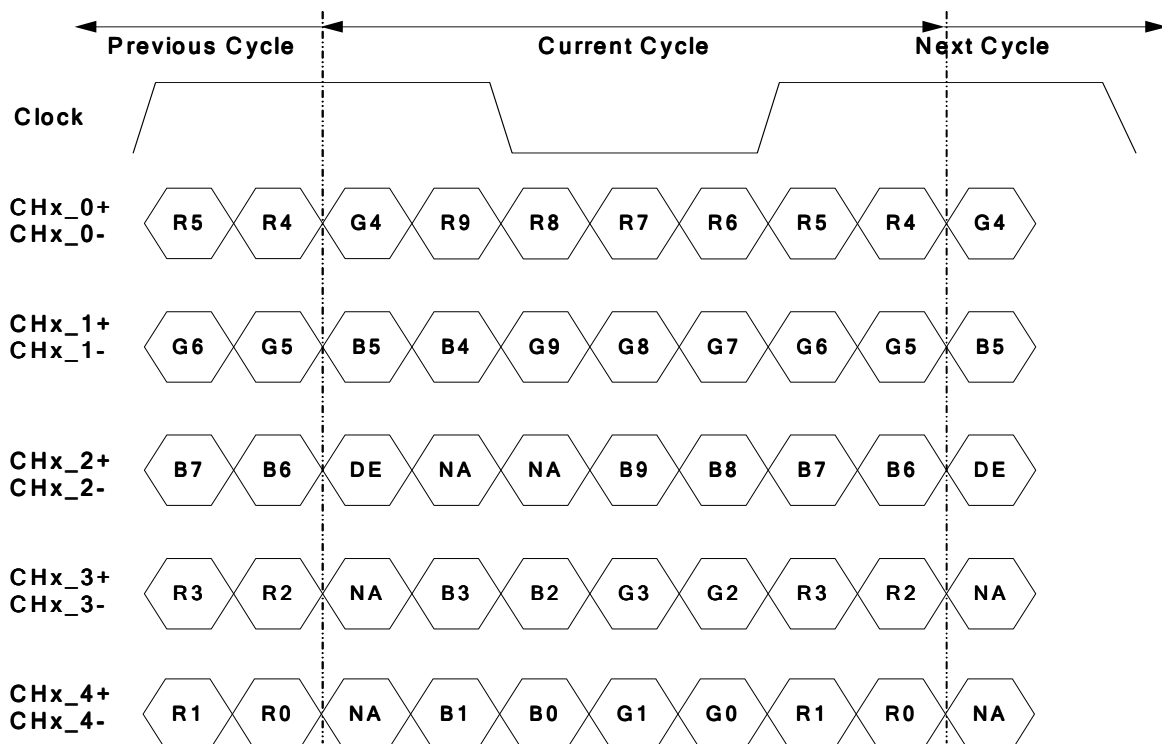 Previous Cycle Current Cycle Next Cycle
Clock
CHx_0+
CHx_0-
R5 R4 G4 R9 R8 R7 R6 R5 R4 G4
CHx_1+
CHx_1-
G6 G5 B5 B4 G9 G8 G7 G6 G5 B5
CHx_2+
CHx_2-
B7 B6 DE NA NA B9 B8 B7 B6 DE
CHx_3+
CHx_3-
R3 R2 NA B3 B2 G3 G2 R3 R2 NA
CHx_4+
CHx_4-
R1 R0 NA B1 B0 G1 G0 R1 R0 NA